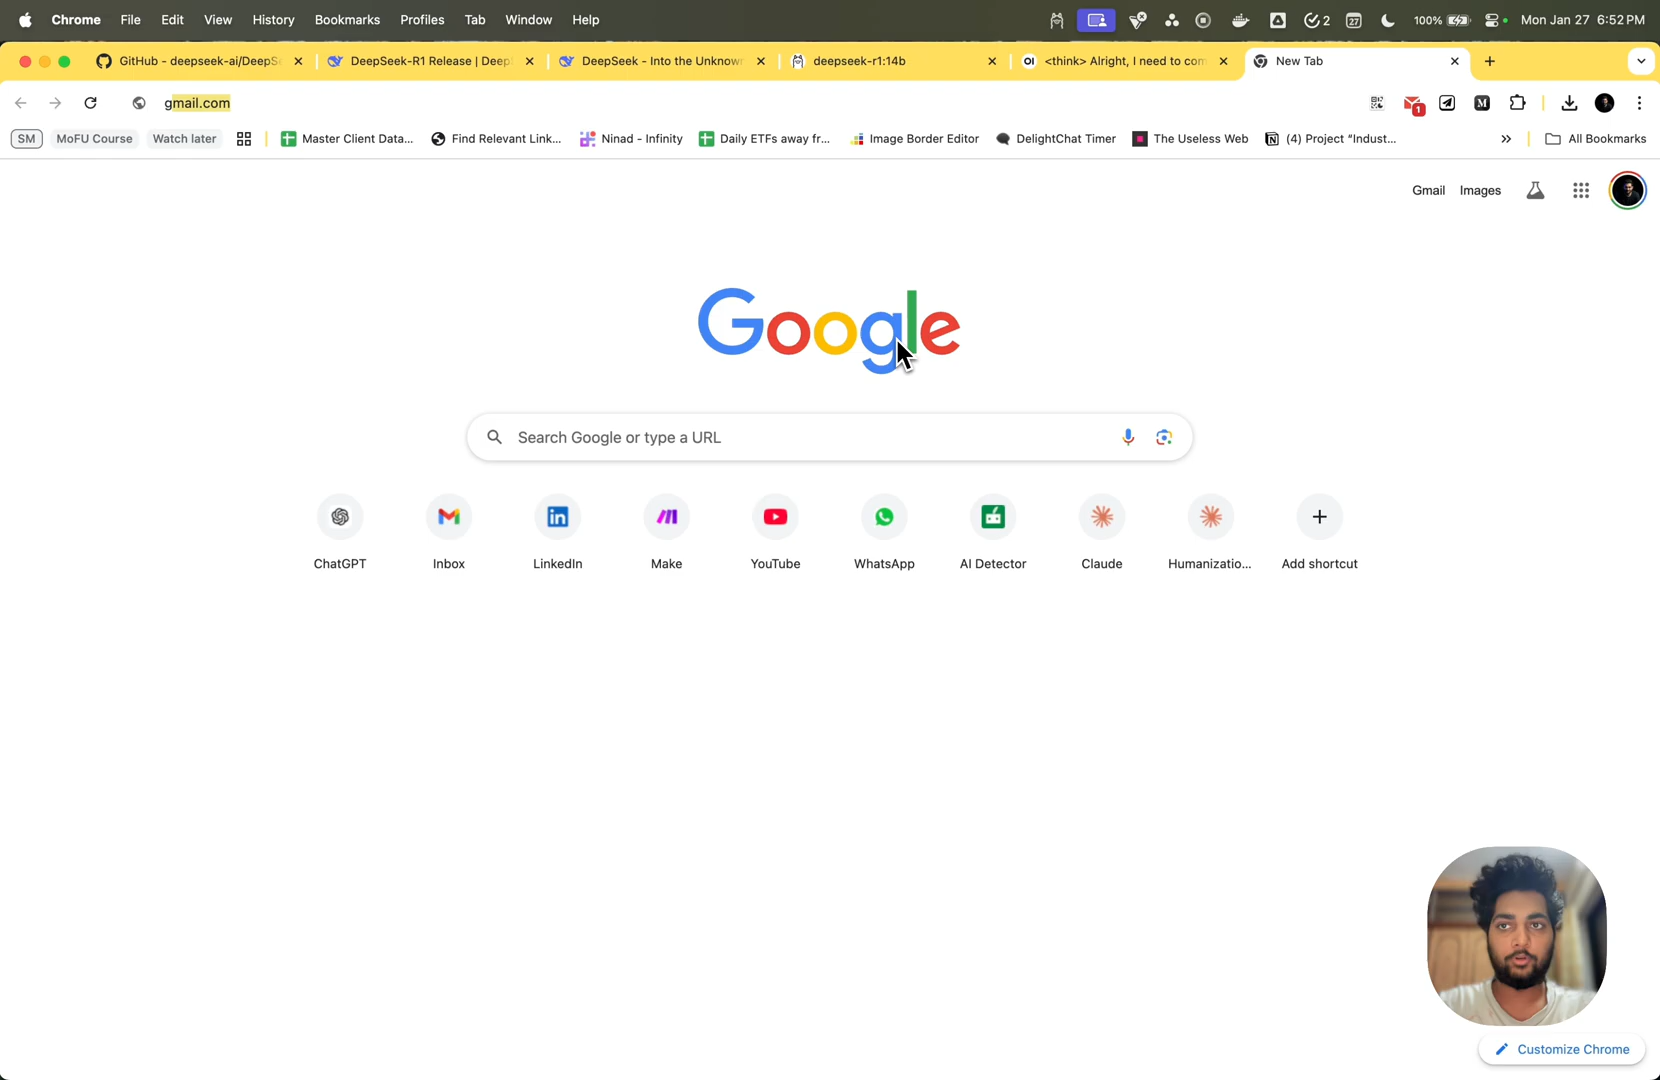 Chrome File Edit View History Bookmarks Profiles Tab Window Help 2 27 100% Mon Jan 27 6:52 PM
GitHub - deepseek-ai/DeepS DeepSeek-R1 Release | Deep DeepSeek - Into the Unknow deepseek-r1:14b OI <think> Alright, I need to com New Tab
gmail.com 1 M
SM MoFU Course Watch later Master Client Data... Find Relevant Link... Ninad - Infinity Daily ETFs away fr... Image Border Editor DelightChat Timer The Useless Web (4) Project “Indust... » All Bookmarks
Gmail Images
Google
Search Google or type a URL
ChatGPT Inbox LinkedIn Make YouTube WhatsApp AI Detector Claude Humanizatio... Add shortcut
Customize Chrome